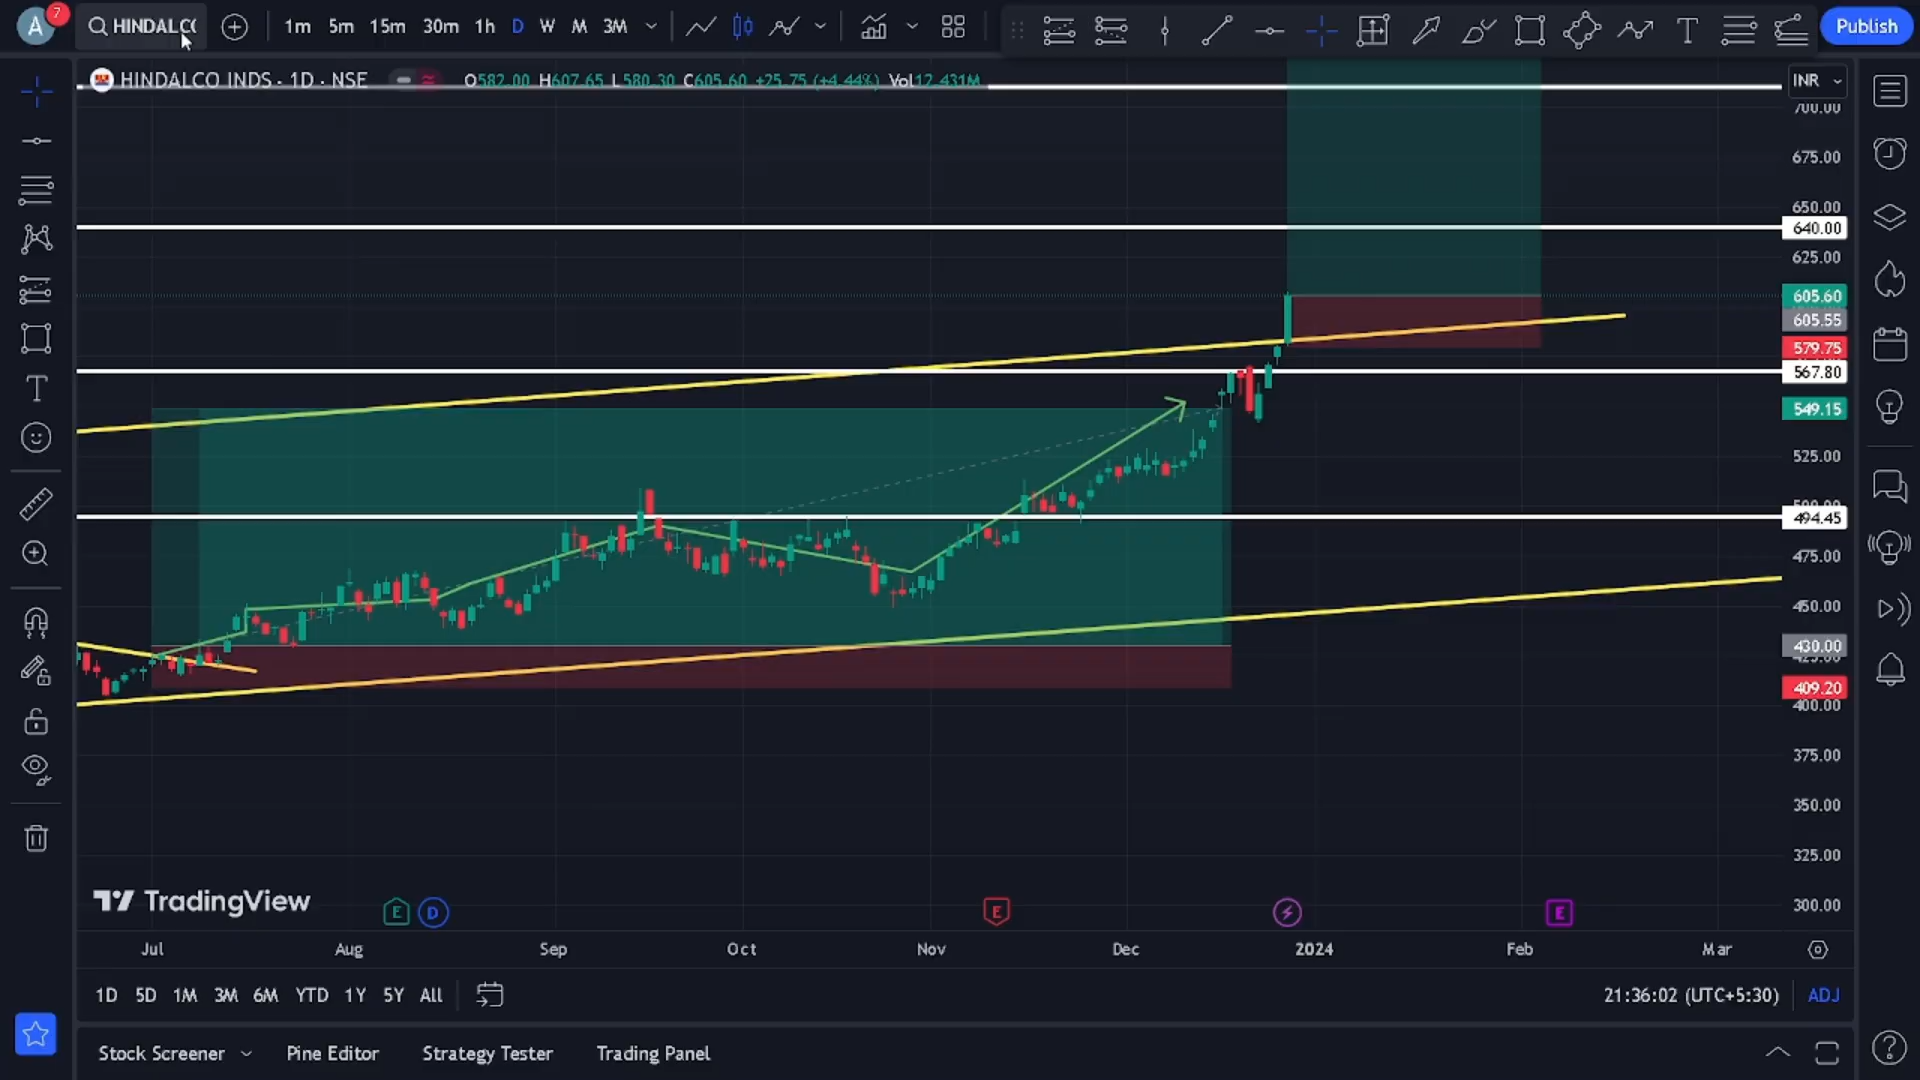 A
7
HINDALCO
1m 5m 15m 30m 1h D W M 3M
T
Publish
HINDALCO INDS · 1D · NSE
O582.00 H607.65 L580.30 C605.60 +25.75 (+4.44%) Vol12.431M
INR
700.00
675.00
650.00
640.00
625.00
605.60
605.55
579.75
567.80
549.15
525.00
500.00
494.45
475.00
450.00
430.00
425.00
409.20
400.00
375.00
350.00
325.00
300.00
TradingView
E D E E
Jul Aug Sep Oct Nov Dec 2024 Feb Mar
1D 5D 1M 3M 6M YTD 1Y 5Y All
21:36:02 (UTC+5:30) ADJ
Stock Screener Pine Editor Strategy Tester Trading Panel